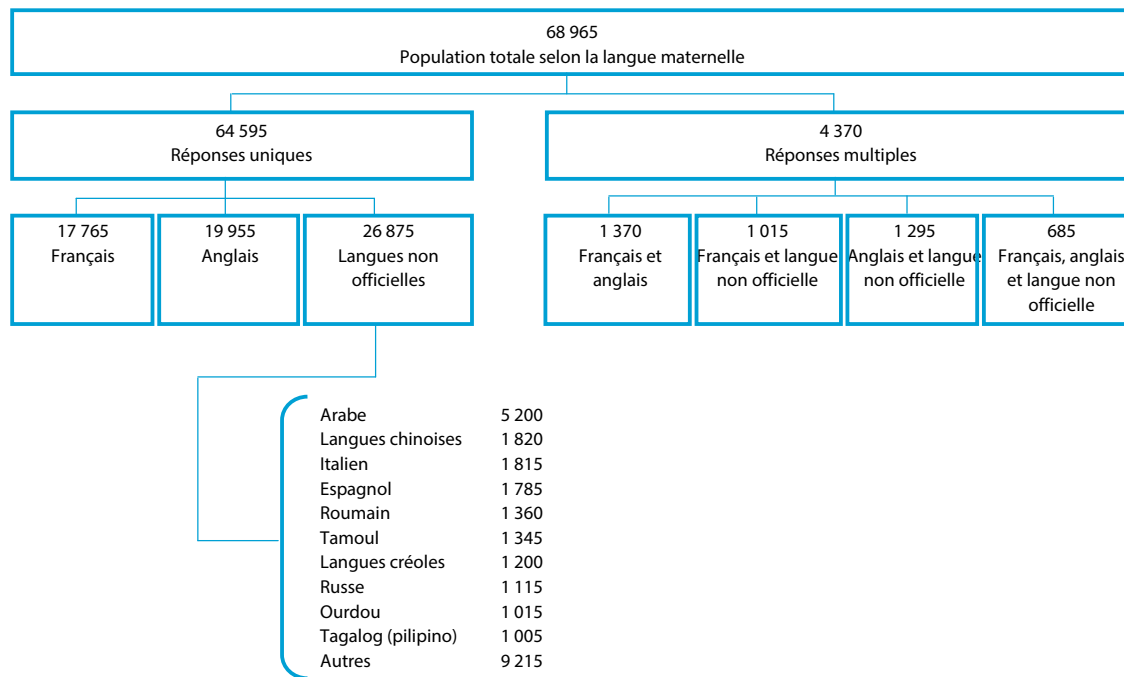 68 965
Population totale selon la langue maternelle
64 595
Réponses uniques
4 370
Réponses multiples
17 765
Français
19 955
Anglais
26 875
Langues non
officielles
1 370
Français et
anglais
1 015
Français et langue
non officielle
1 295
Anglais et langue
non officielle
685
Français, anglais
et langue non
officielle
Arabe 5 200
Langues chinoises 1 820
Italien 1 815
Espagnol 1 785
Roumain 1 360
Tamoul 1 345
Langues créoles 1 200
Russe 1 115
Ourdou 1 015
Tagalog (pilipino) 1 005
Autres 9 215